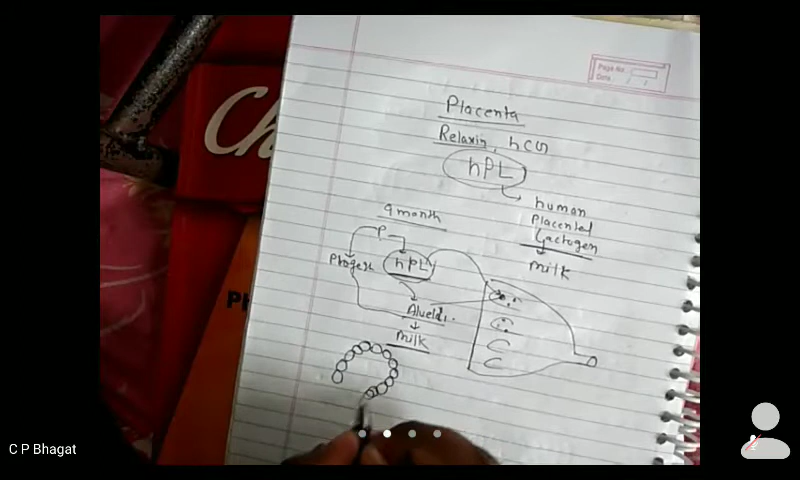 Page No.
Date
Placenta
Relaxin, hCG
hPL
human
Placental
Lactogen
milk
9 month
P
Progest
hPL
Alveoli.
milk
Ch
C P Bhagat